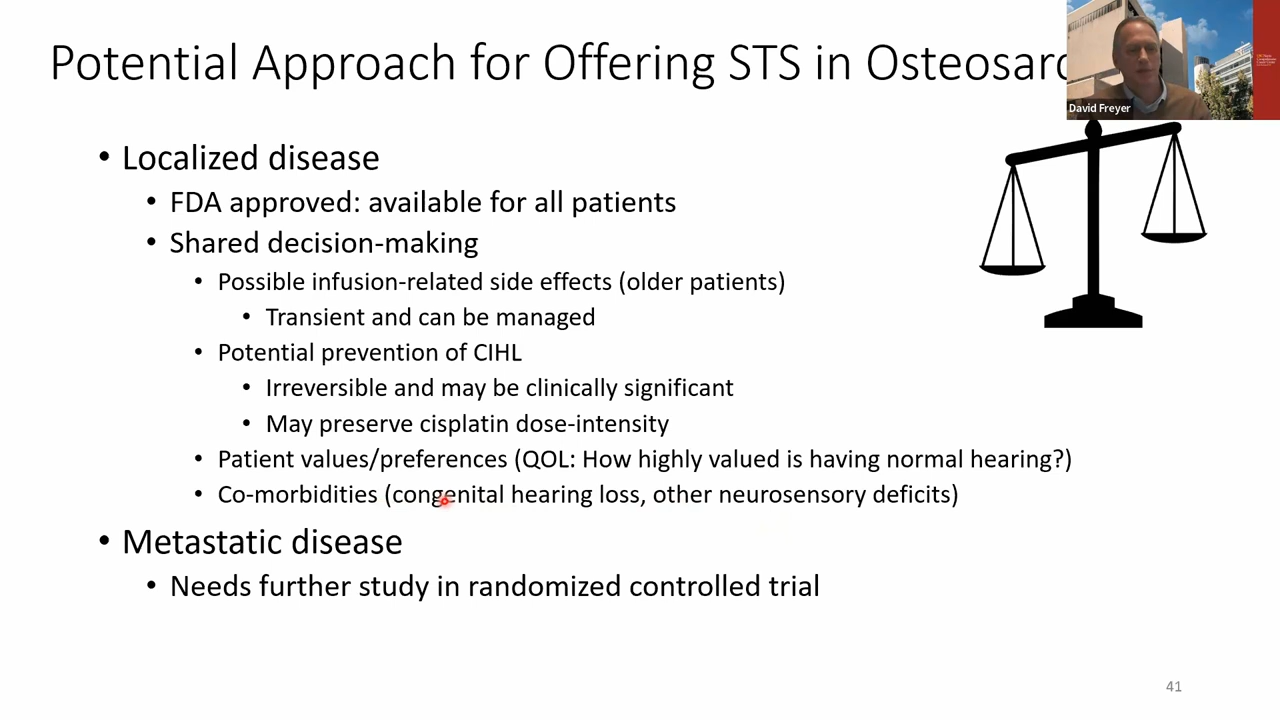 Potential Approach for Offering STS in Osteosarc
David Freyer
• Localized disease
• FDA approved: available for all patients
• Shared decision-making
• Possible infusion-related side effects (older patients)
• Transient and can be managed
• Potential prevention of CIHL
• Irreversible and may be clinically significant
• May preserve cisplatin dose-intensity
• Patient values/preferences (QOL: How highly valued is having normal hearing?)
• Co-morbidities (congenital hearing loss, other neurosensory deficits)
• Metastatic disease
• Needs further study in randomized controlled trial
41